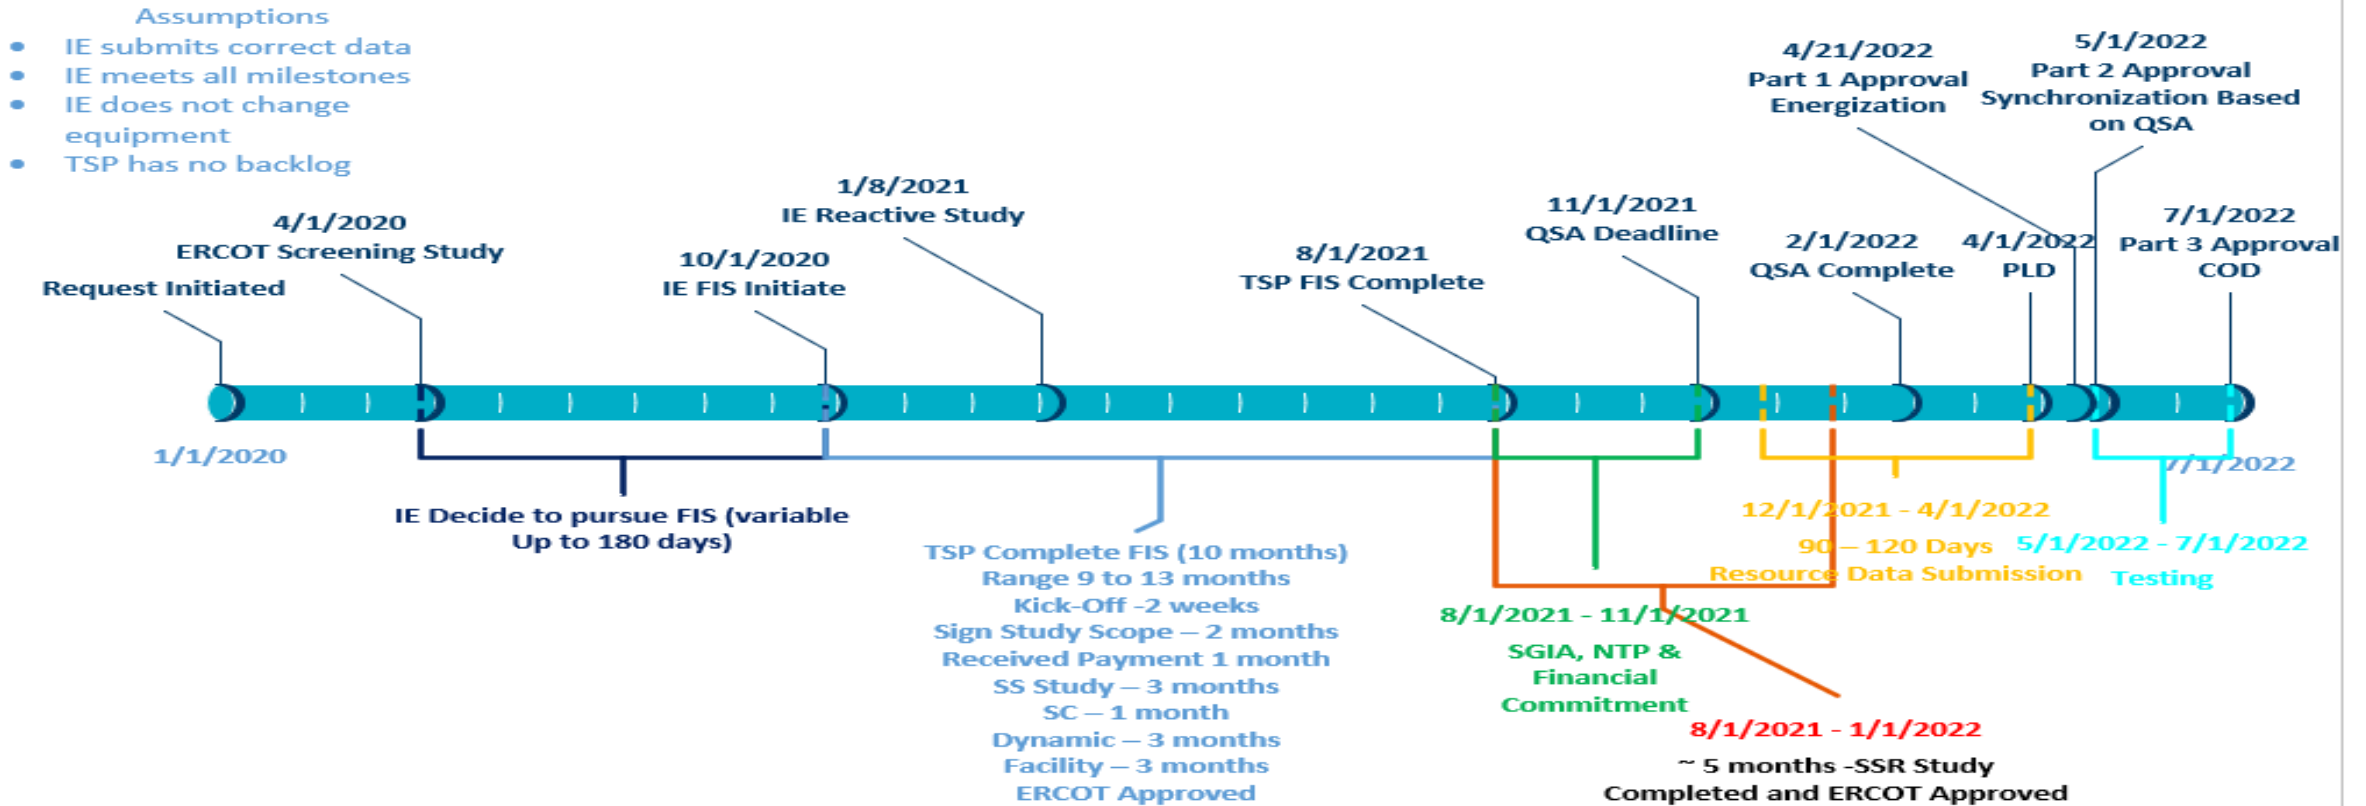 Assumptions
• IE submits correct data
• IE meets all milestones
• IE does not change
equipment
• TSP has no backlog
Request Initiated
4/1/2020
ERCOT Screening Study
10/1/2020
IE FIS Initiate
1/8/2021
IE Reactive Study
8/1/2021
TSP FIS Complete
11/1/2021
QSA Deadline
2/1/2022
QSA Complete
4/1/2022
PLD
4/21/2022
Part 1 Approval
Energization
5/1/2022
Part 2 Approval
Synchronization Based
on QSA
7/1/2022
Part 3 Approval
COD
1/1/2020
7/1/2022
IE Decide to pursue FIS (variable
Up to 180 days)
TSP Complete FIS (10 months)
Range 9 to 13 months
Kick-Off -2 weeks
Sign Study Scope – 2 months
Received Payment 1 month
SS Study – 3 months
SC – 1 month
Dynamic – 3 months
Facility – 3 months
ERCOT Approved
8/1/2021 - 11/1/2021
SGIA, NTP &
Financial
Commitment
12/1/2021 - 4/1/2022
90 – 120 Days
Resource Data Submission
5/1/2022 - 7/1/2022
Testing
8/1/2021 - 1/1/2022
~ 5 months -SSR Study
Completed and ERCOT Approved